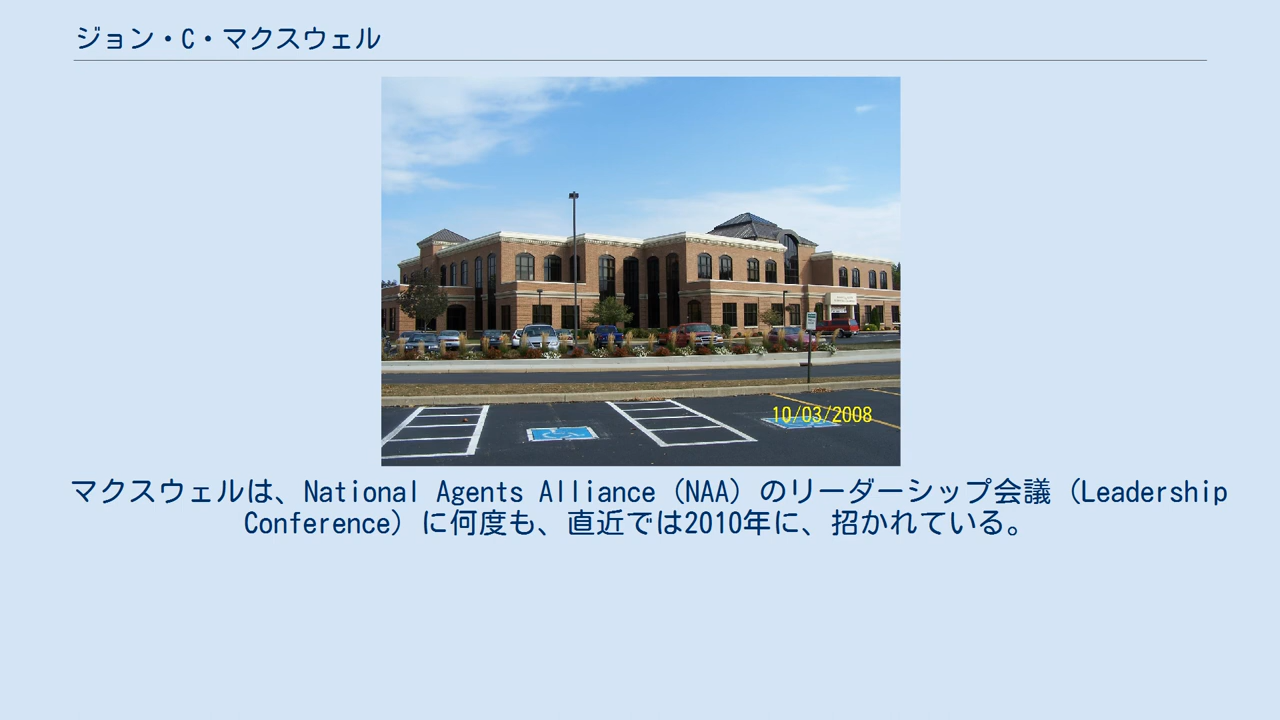 ジョン・C・マクスウェル
10/03/2008
マクスウェルは、National Agents Alliance（NAA）のリーダーシップ会議（Leadership
Conference）に何度も、直近では2010年に、招かれている。